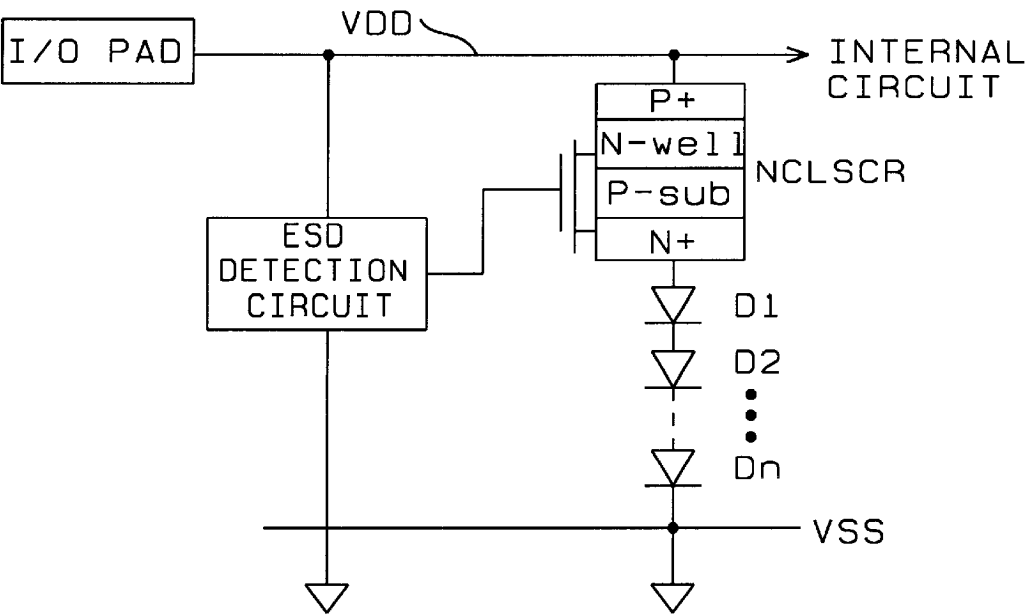 VDD
I/O PAD
INTERNAL
CIRCUIT
P+
N-well
NCLSCR
P-sub
N+
ESD
DETECTION
CIRCUIT
D1
D2
Dn
VSS